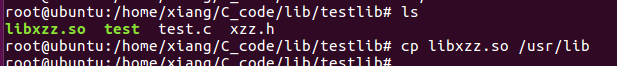 root@ubuntu:/home/xiang/C_code/lib/testlib# ls
libxzz.so test test.c xzz.h
root@ubuntu:/home/xiang/C_code/lib/testlib# cp libxzz.so /usr/lib
root@ubuntu:/home/xiang/C_code/lib/testlib#